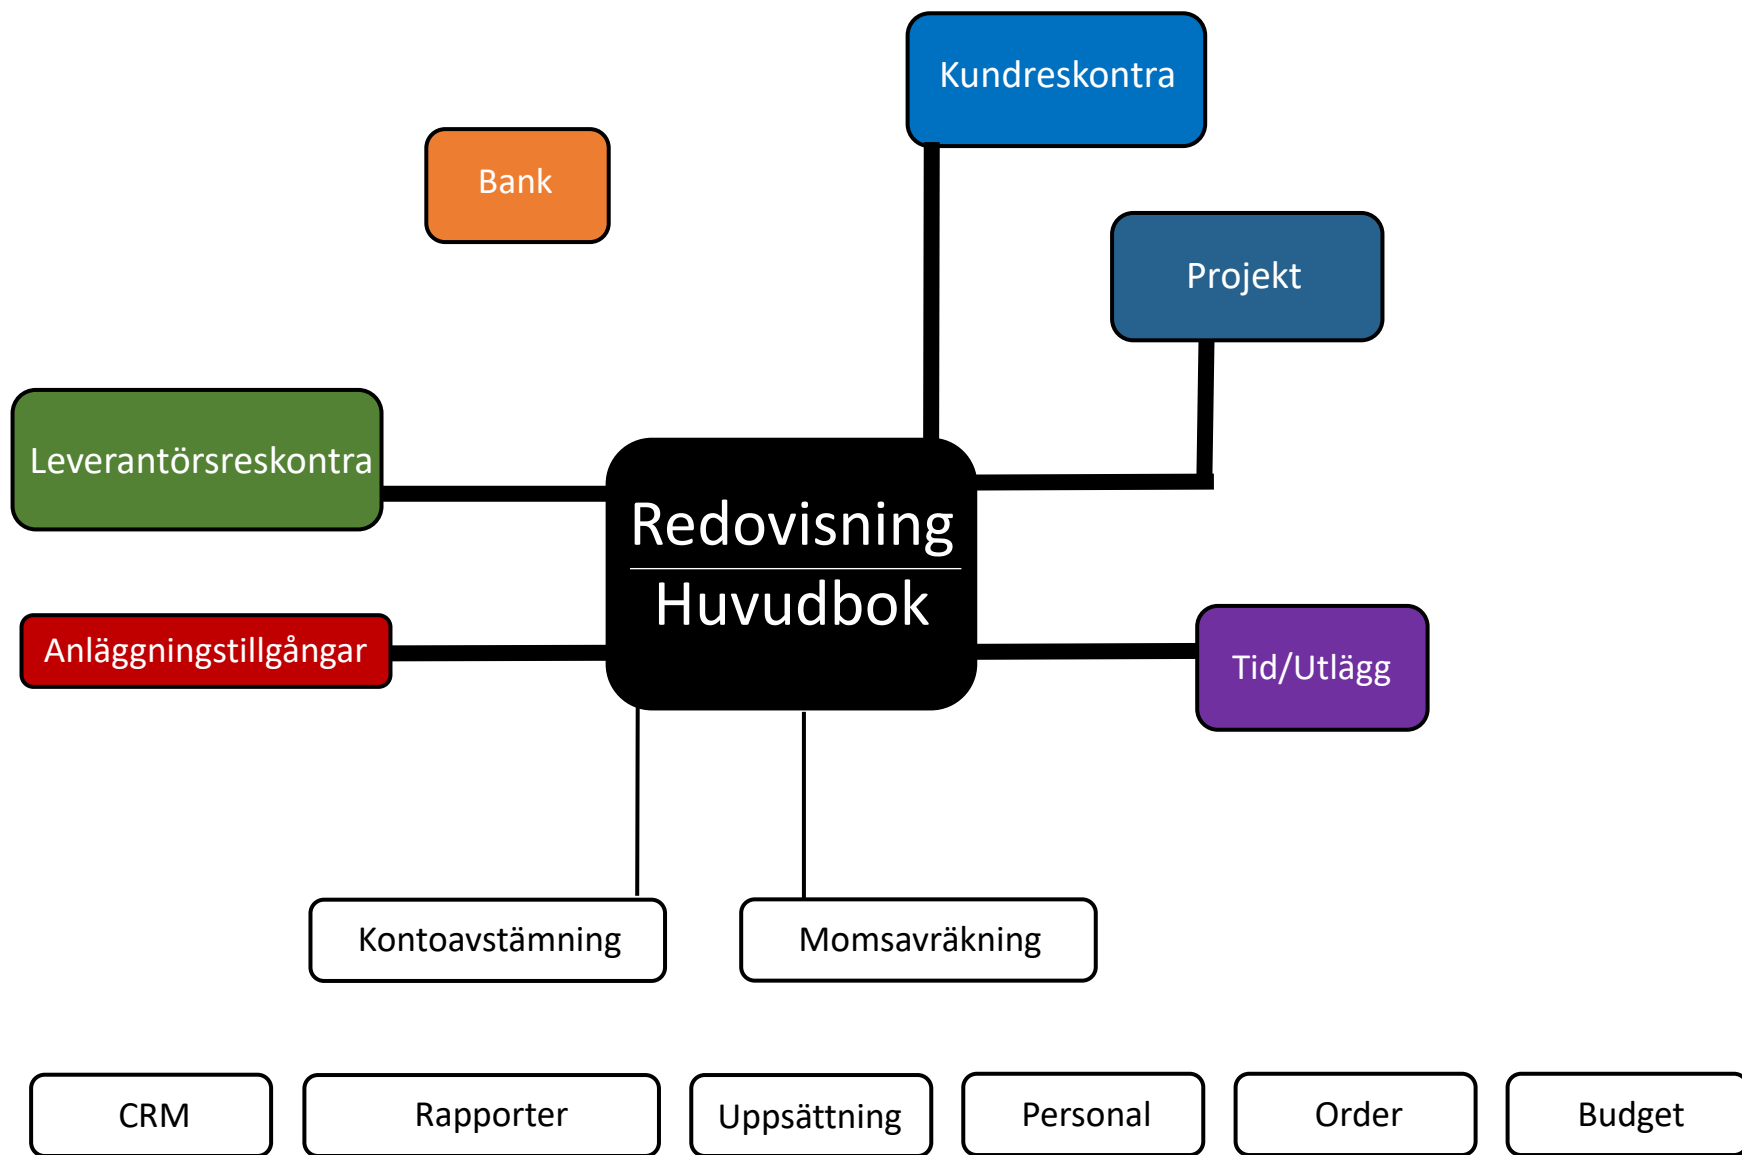 Kundreskontra
Bank
Projekt
Leverantörsreskontra
Redovisning
Huvudbok
Anläggningstillgångar
Tid/Utlägg
Kontoavstämning
Momsavräkning
CRM
Rapporter
Uppsättning
Personal
Order
Budget